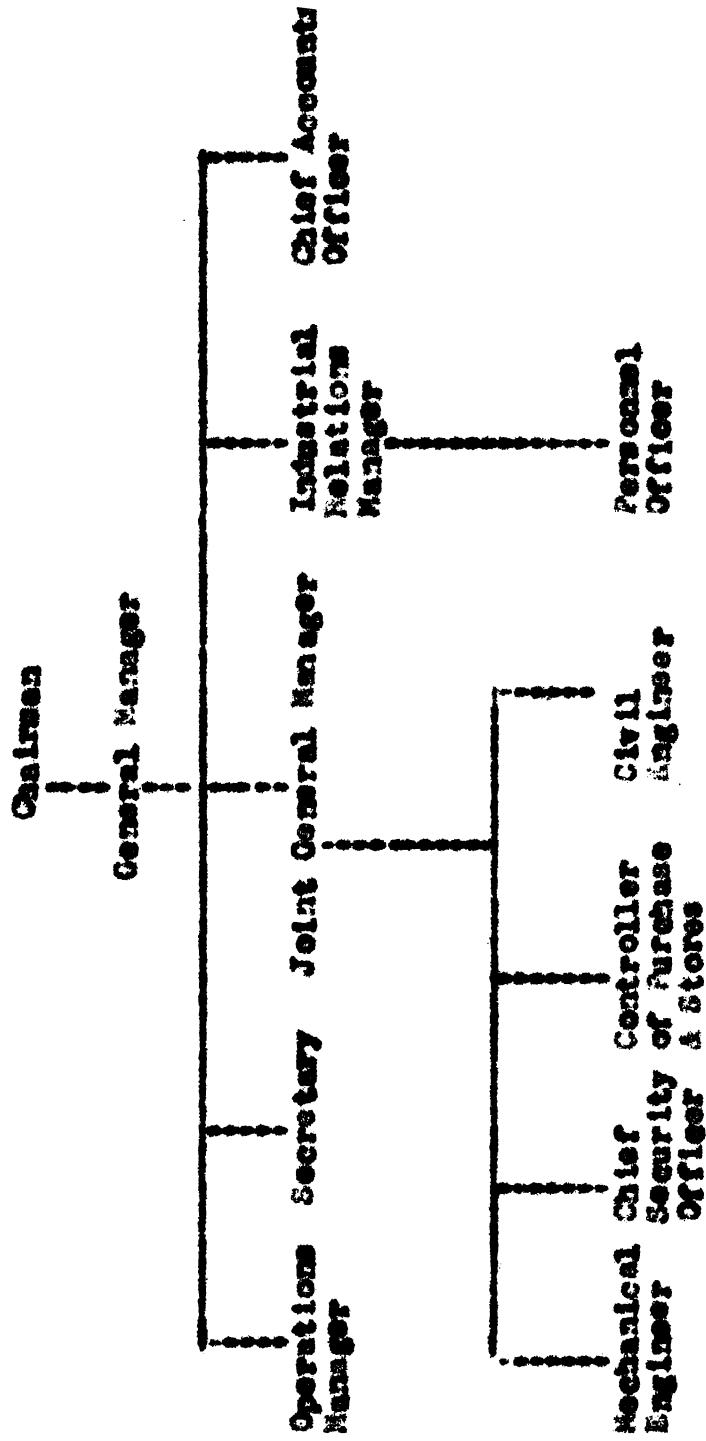 Chairman
General Manager
Operations
Manager
Secretary
Joint General Manager
Industrial
Relations
Manager
Chief Accounts
Officer
Mechanical
Engineer
Chief
Security
Officer
Controller
of Purchase
& Stores
Civil
Engineer
Personnel
Officer